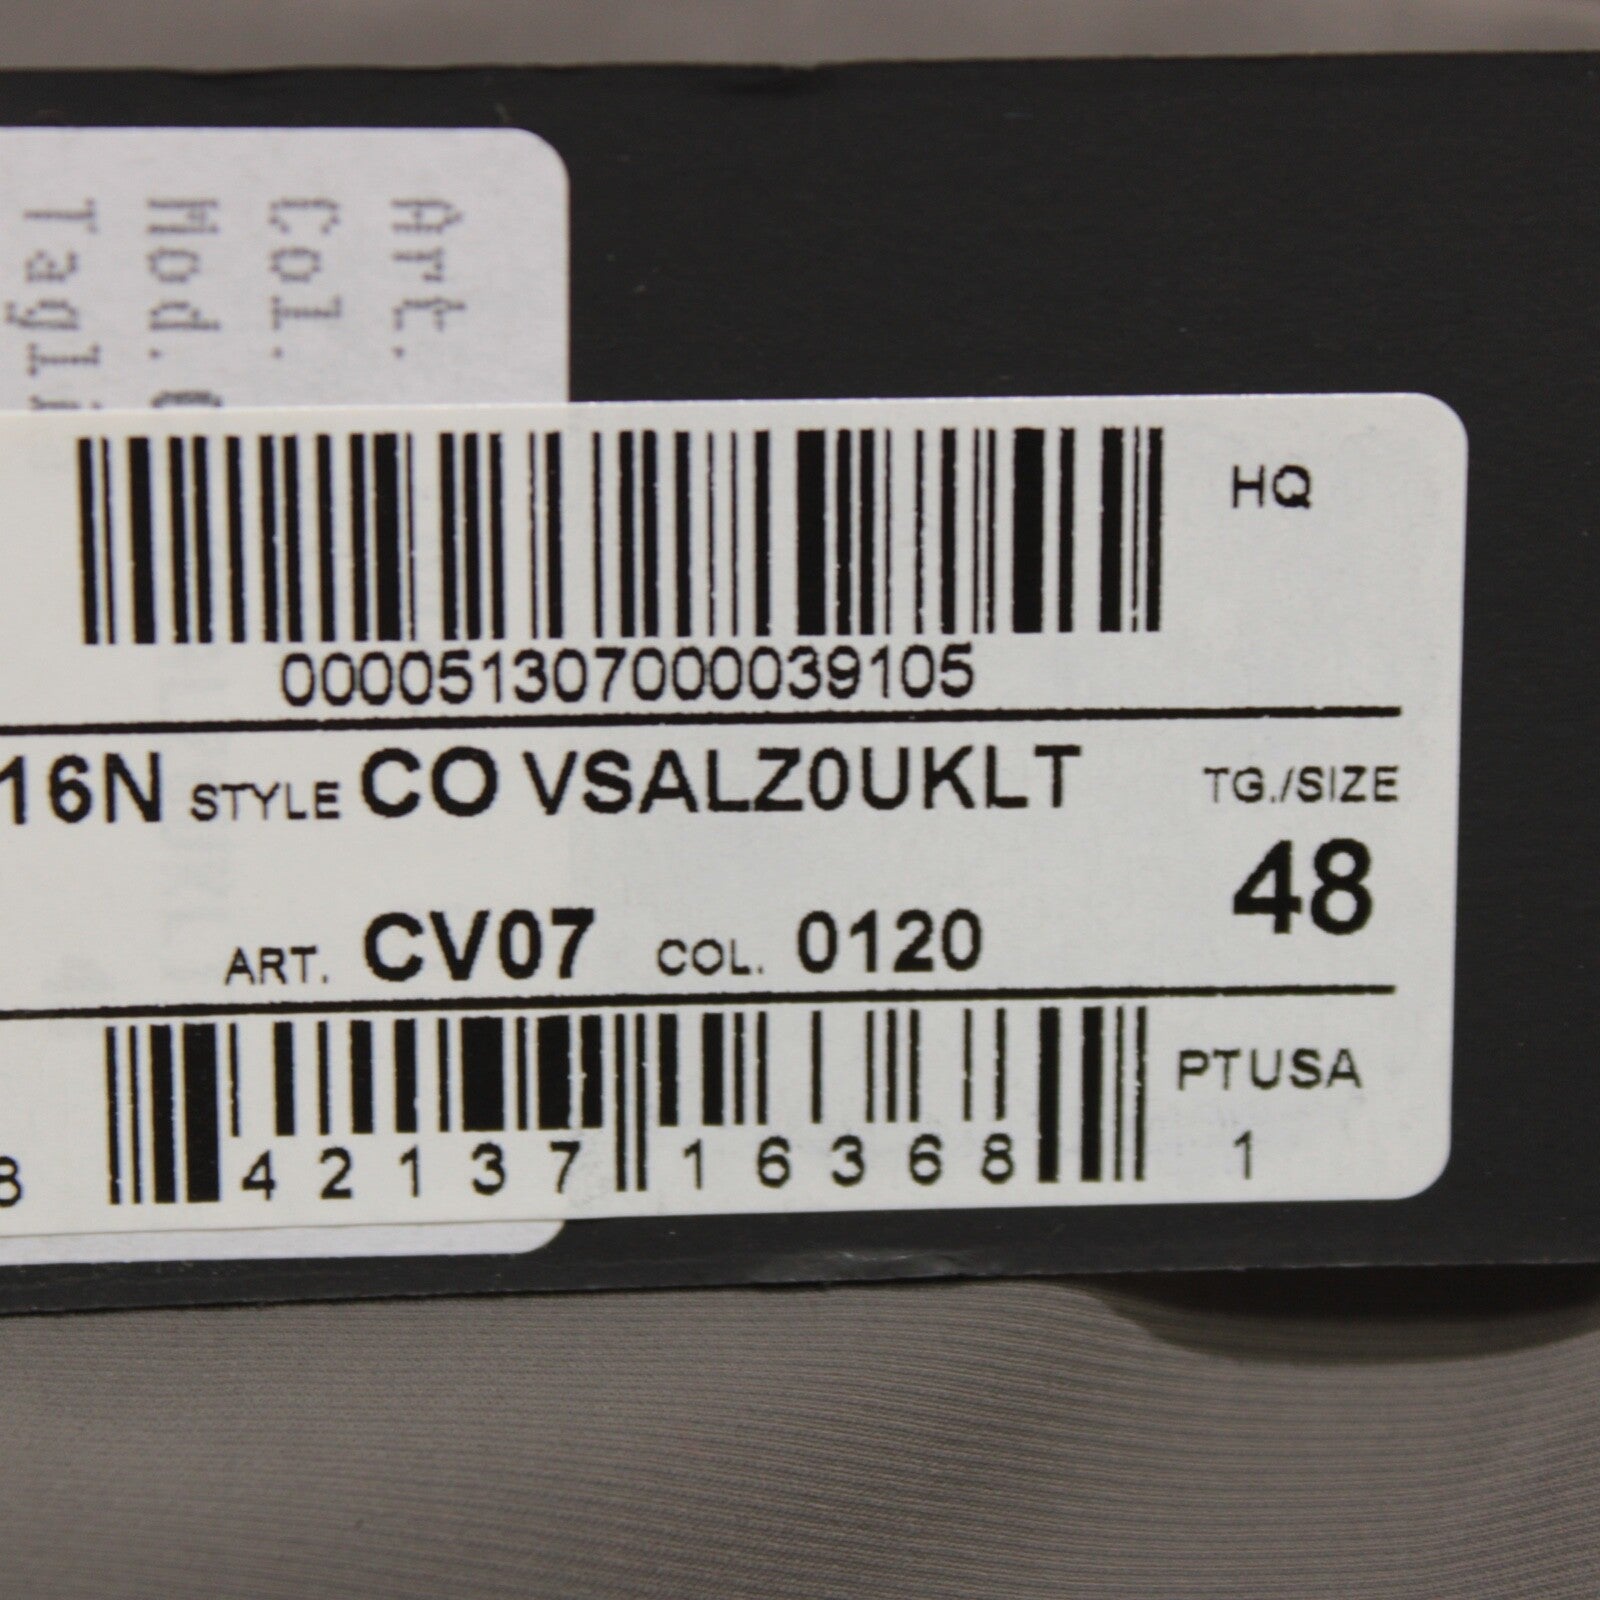 Art.
Col.
Mod.
HQ
000051307000039105
16N STYLE CO VSALZ0UKLT TG./SIZE
48
ART. CV07 COL. 0120
PTUSA
8 42137 16368 1